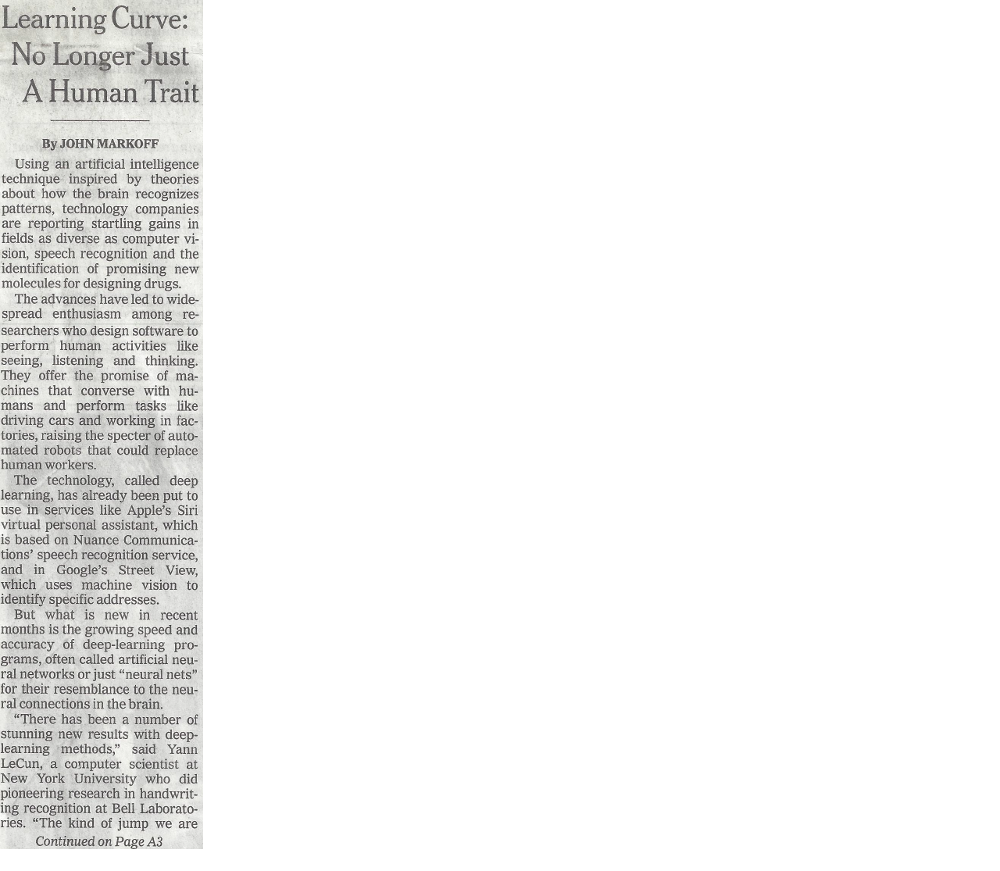 Learning Curve:
No Longer Just
A Human Trait
By JOHN MARKOFF
Using an artificial intelligence
technique inspired by theories
about how the brain recognizes
patterns, technology companies
are reporting startling gains in
fields as diverse as computer vi-
sion, speech recognition and the
identification of promising new
molecules for designing drugs.
The advances have led to wide-
spread enthusiasm among re-
searchers who design software to
perform human activities like
seeing, listening and thinking.
They offer the promise of ma-
chines that converse with hu-
mans and perform tasks like
driving cars and working in fac-
tories, raising the specter of auto-
mated robots that could replace
human workers.
The technology, called deep
learning, has already been put to
use in services like Apple’s Siri
virtual personal assistant, which
is based on Nuance Communica-
tions’ speech recognition service,
and in Google’s Street View,
which uses machine vision to
identify specific addresses.
But what is new in recent
months is the growing speed and
accuracy of deep-learning pro-
grams, often called artificial neu-
ral networks or just “neural nets”
for their resemblance to the neu-
ral connections in the brain.
“There has been a number of
stunning new results with deep-
learning methods,” said Yann
LeCun, a computer scientist at
New York University who did
pioneering research in handwrit-
ing recognition at Bell Laborato-
ries. “The kind of jump we are
Continued on Page A3